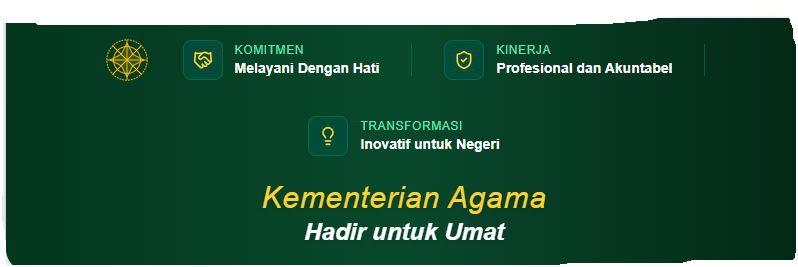 KOMITMEN
Melayani Dengan Hati
KINERJA
Profesional dan Akuntabel
TRANSFORMASI
Inovatif untuk Negeri
Kementerian Agama
Hadir untuk Umat